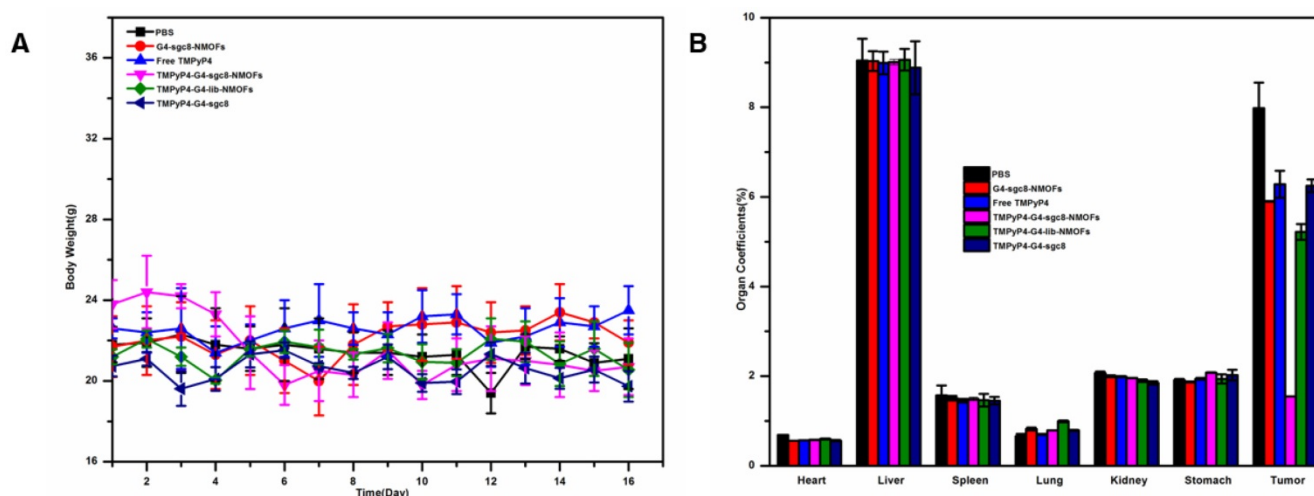 A
PBS
G4-sgc8-NMOFs
Free TMPyP4
TMPyP4-G4-sgc8-NMOFs
TMPyP4-G4-lib-NMOFs
TMPyP4-G4-sgc8
Body Weight(g)
36
32
28
24
20
16
2 4 6 8 10 12 14 16
Time(Day)
B
PBS
G4-sgc8-NMOFs
Free TMPyP4
TMPyP4-G4-sgc8-NMOFs
TMPyP4-G4-lib-NMOFs
TMPyP4-G4-sgc8
Organ Coefficients(%)
10
8
6
4
2
0
Heart Liver Spleen Lung Kidney Stomach Tumor